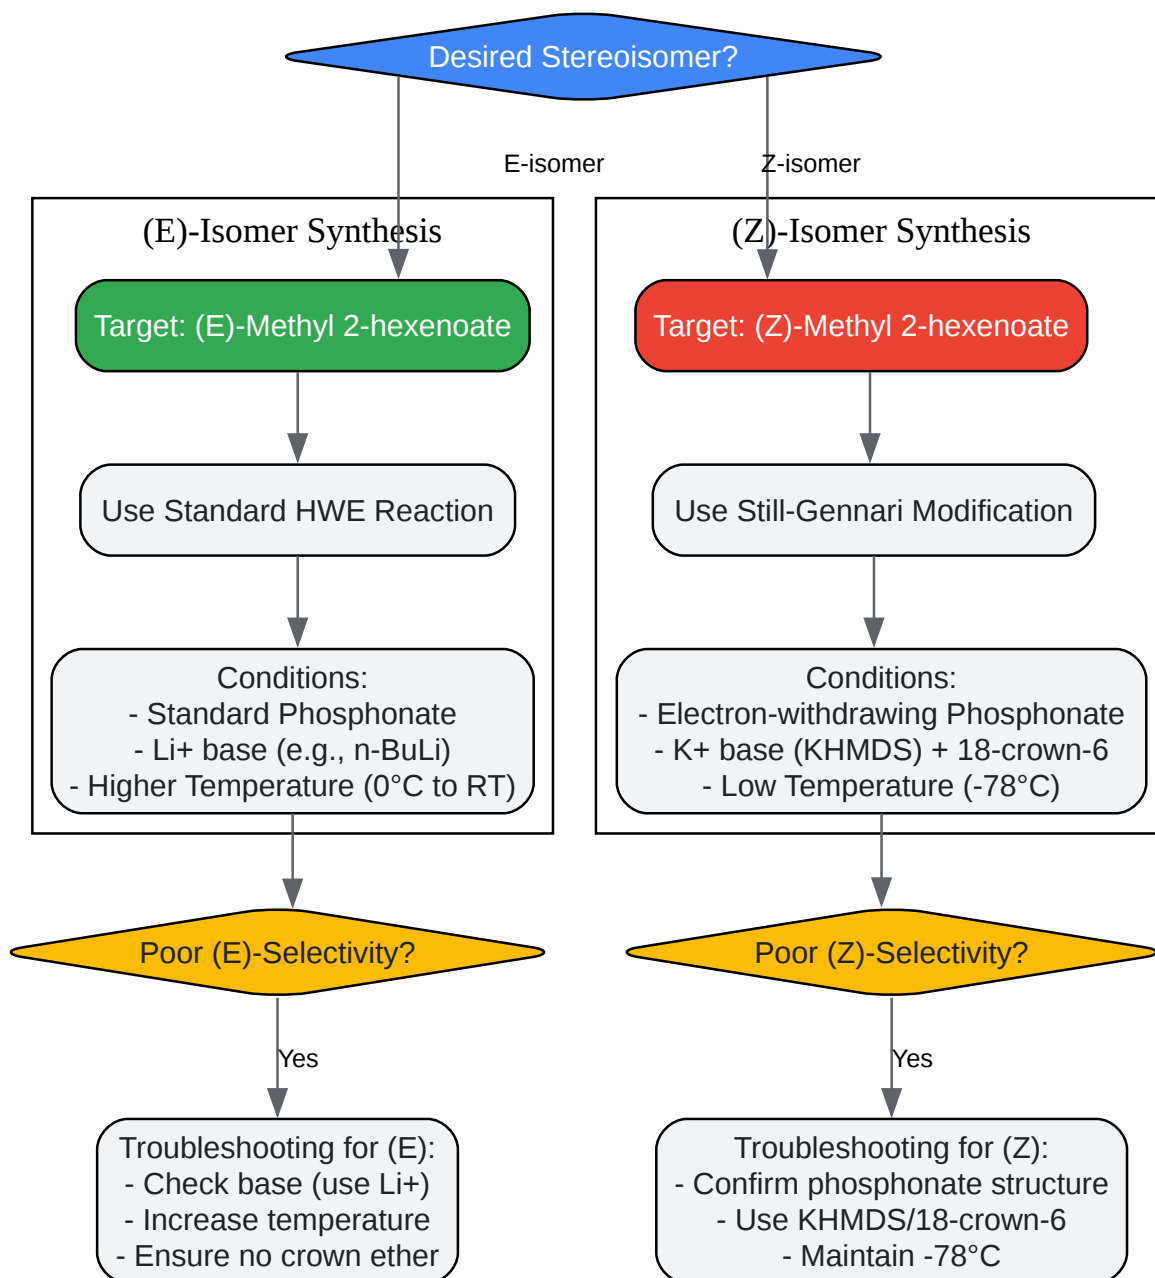 Desired Stereoisomer?
E-isomer
Z-isomer
(E)-Isomer Synthesis
Target: (E)-Methyl 2-hexenoate
Use Standard HWE Reaction
Conditions:
- Standard Phosphonate
- Li+ base (e.g., n-BuLi)
- Higher Temperature (0°C to RT)
(Z)-Isomer Synthesis
Target: (Z)-Methyl 2-hexenoate
Use Still-Gennari Modification
Conditions:
- Electron-withdrawing Phosphonate
- K+ base (KHMDS) + 18-crown-6
- Low Temperature (-78°C)
Poor (E)-Selectivity?
Yes
Troubleshooting for (E):
- Check base (use Li+)
- Increase temperature
- Ensure no crown ether
Poor (Z)-Selectivity?
Yes
Troubleshooting for (Z):
- Confirm phosphonate structure
- Use KHMDS/18-crown-6
- Maintain -78°C